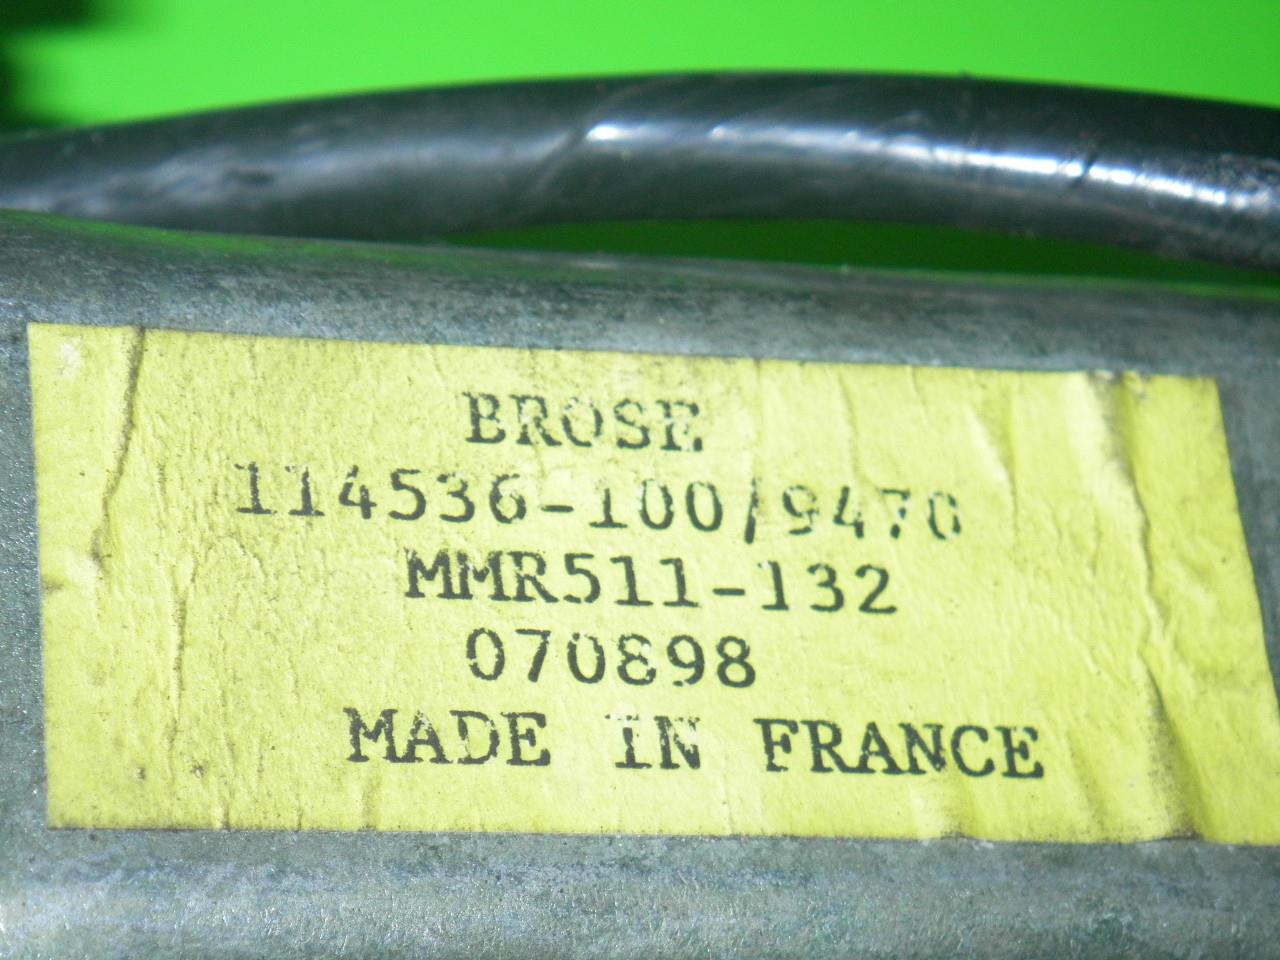 BROSE
114536-100/9470
MMR511-132
070898
MADE IN FRANCE